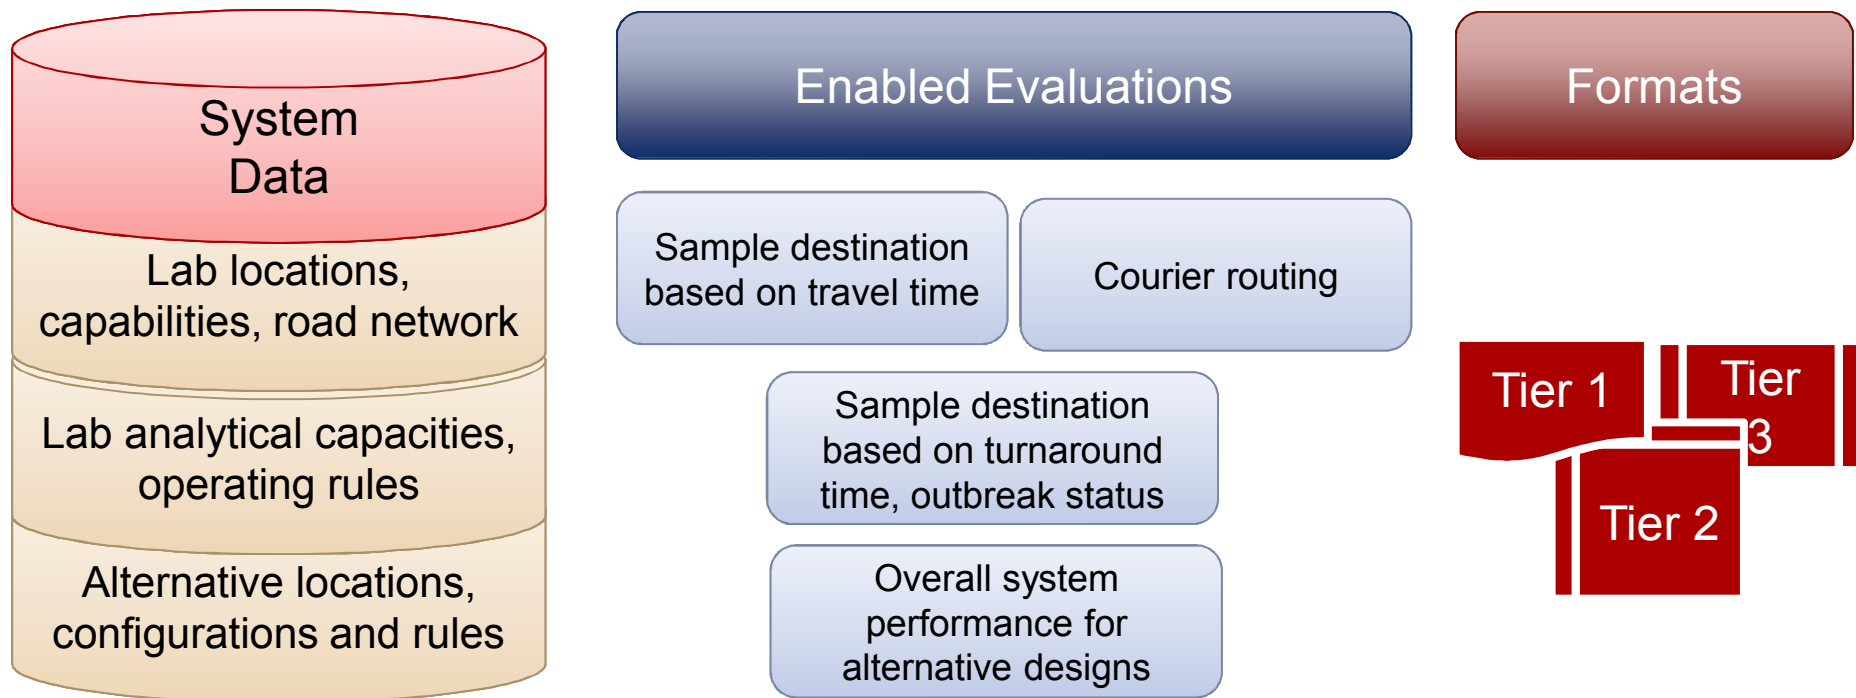 System
Data
Lab locations,
capabilities, road network
Lab analytical capacities,
operating rules
Alternative locations,
configurations and rules
Enabled Evaluations
Sample destination
based on travel time
Courier routing
Sample destination
based on turnaround
time, outbreak status
Overall system
performance for
alternative designs
Formats
Tier 1
Tier
3
Tier 2